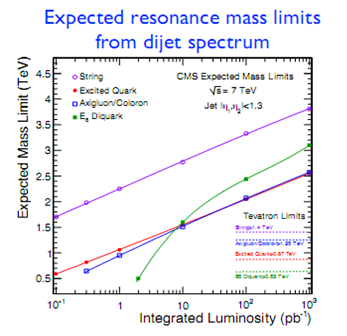 Expected resonance mass limits
from dijet spectrum
Expected Mass Limit (TeV)
4.5
4
3.5
3
2.5
2
1.5
1
0.5
String
Excited Quark
Axigluon/Coloron
E6 Diquark
CMS Expected Mass Limits
√s = 7 TeV
Jet |η1,η2|<1.3
Tevatron Limits
10-1
1
10
10²
10³
Integrated Luminosity (pb-1)